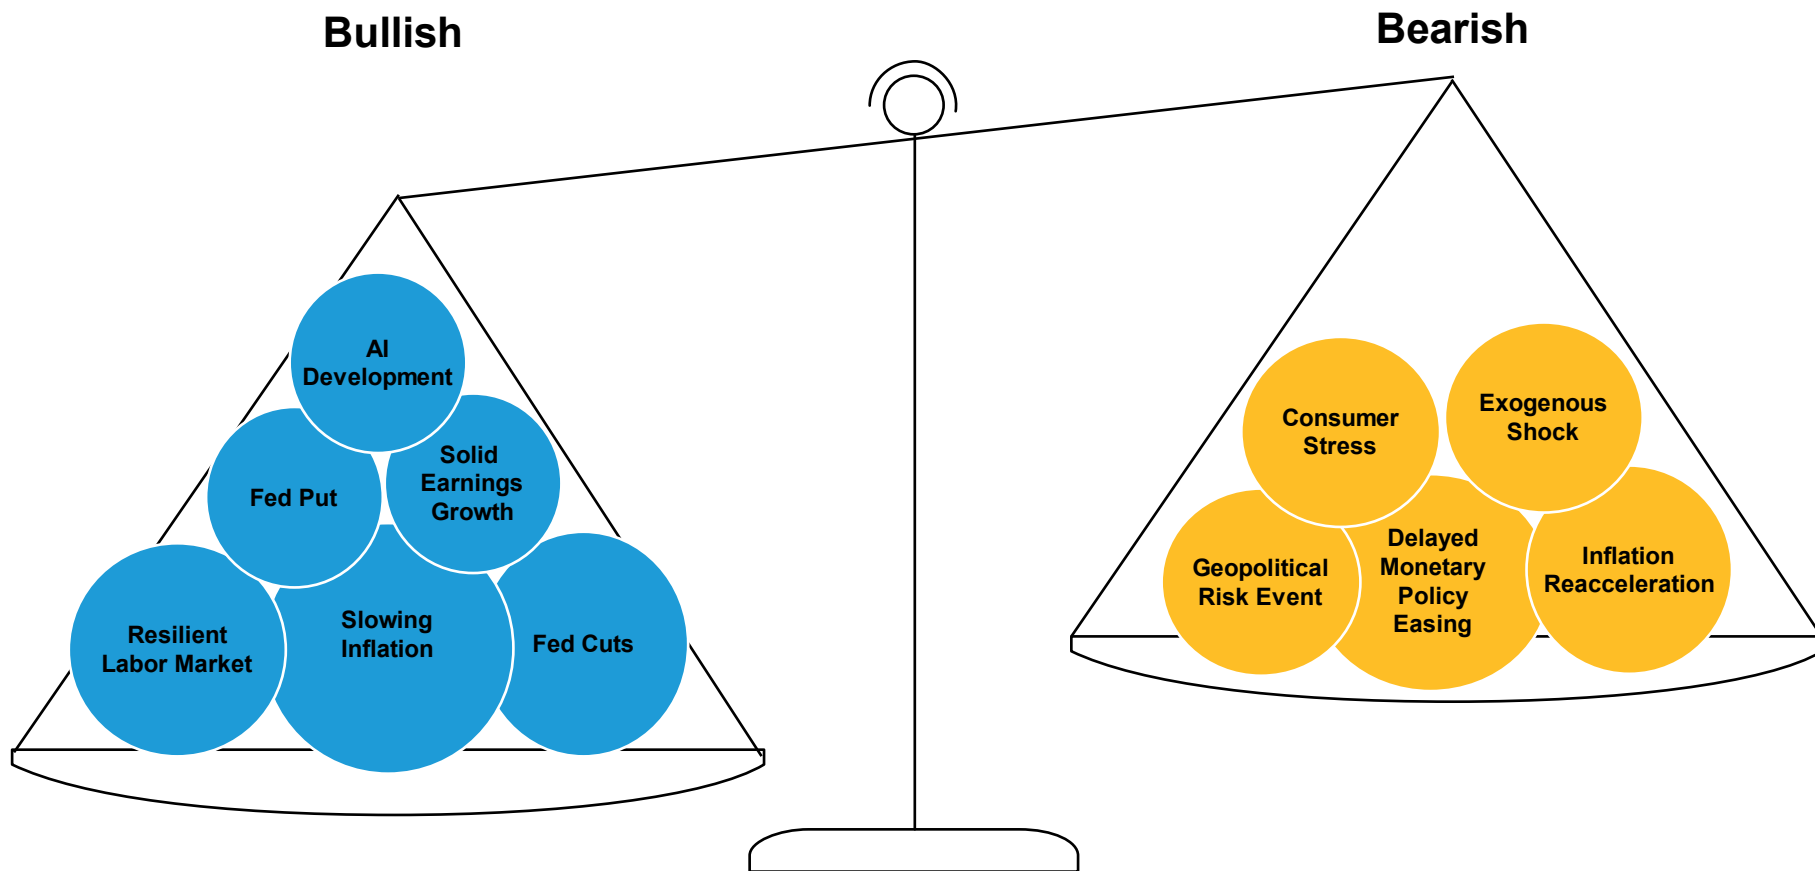 Bullish
Bearish
AI
Development
Fed Put
Solid
Earnings
Growth
Resilient
Labor Market
Slowing
Inflation
Fed Cuts
Consumer
Stress
Exogenous
Shock
Geopolitical
Risk Event
Delayed
Monetary
Policy
Easing
Inflation
Reacceleration